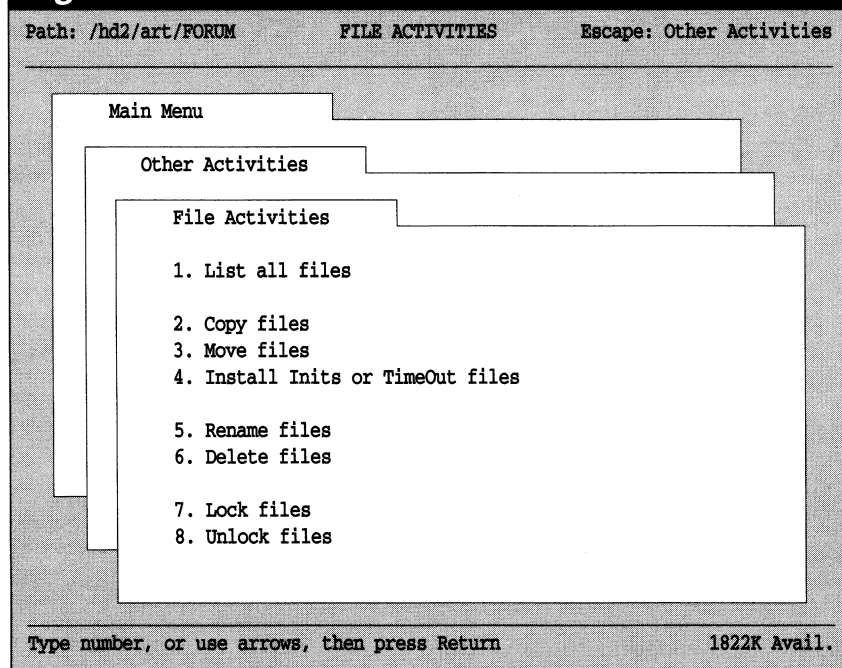 Path: /hd2/art/FORUM FILE ACTIVITIES Escape: Other Activities
Main Menu
Other Activities
File Activities
1. List all files
2. Copy files
3. Move files
4. Install Inits or TimeOut files
5. Rename files
6. Delete files
7. Lock files
8. Unlock files
Type number, or use arrows, then press Return 1822K Avail.